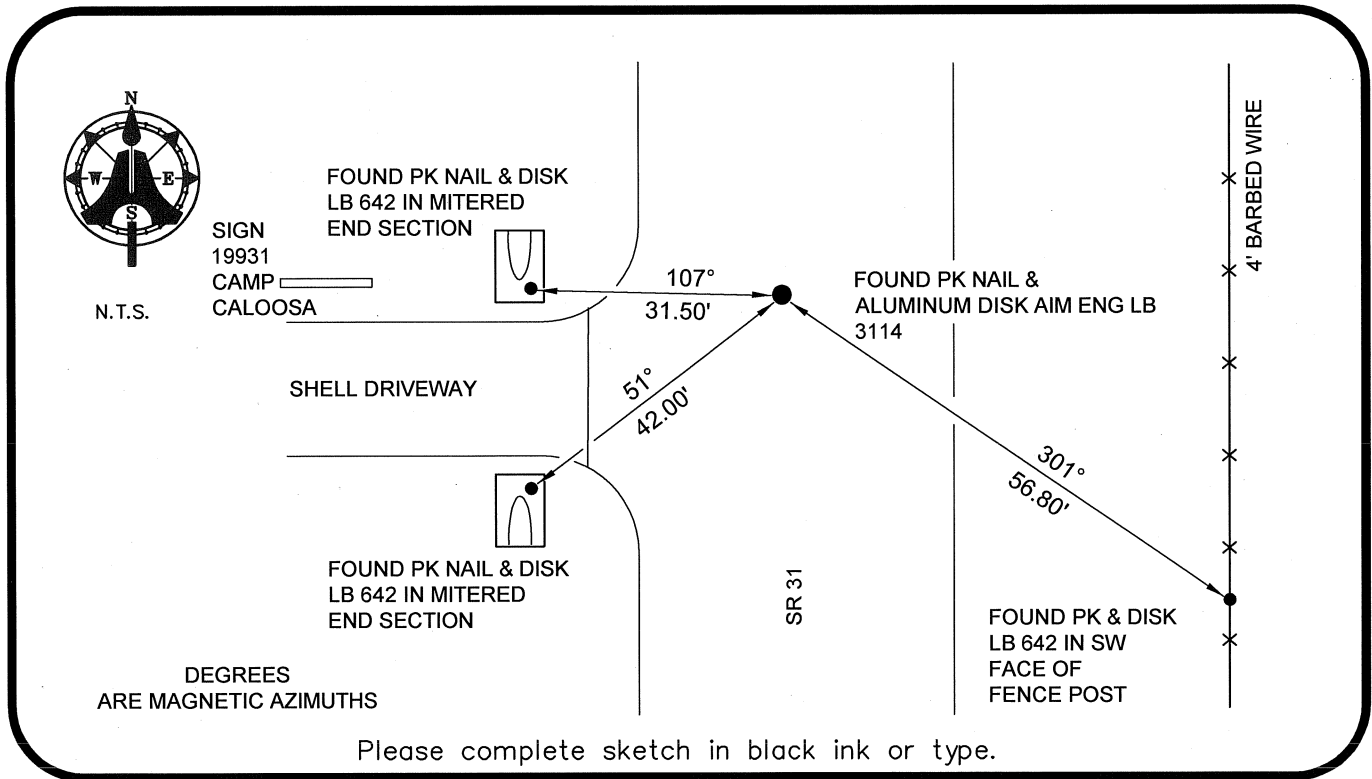 N
W
E
S
N.T.S.
SIGN
19931
CAMP
CALOOSA
FOUND PK NAIL & DISK
LB 642 IN MITERED
END SECTION
107°
31.50'
FOUND PK NAIL &
ALUMINUM DISK AIM ENG LB
3114
4' BARBED WIRE
SHELL DRIVEWAY
51°
42.00'
301°
56.80'
FOUND PK NAIL & DISK
LB 642 IN MITERED
END SECTION
SR 31
FOUND PK & DISK
LB 642 IN SW
FACE OF
FENCE POST
DEGREES
ARE MAGNETIC AZIMUTHS
Please complete sketch in black ink or type.